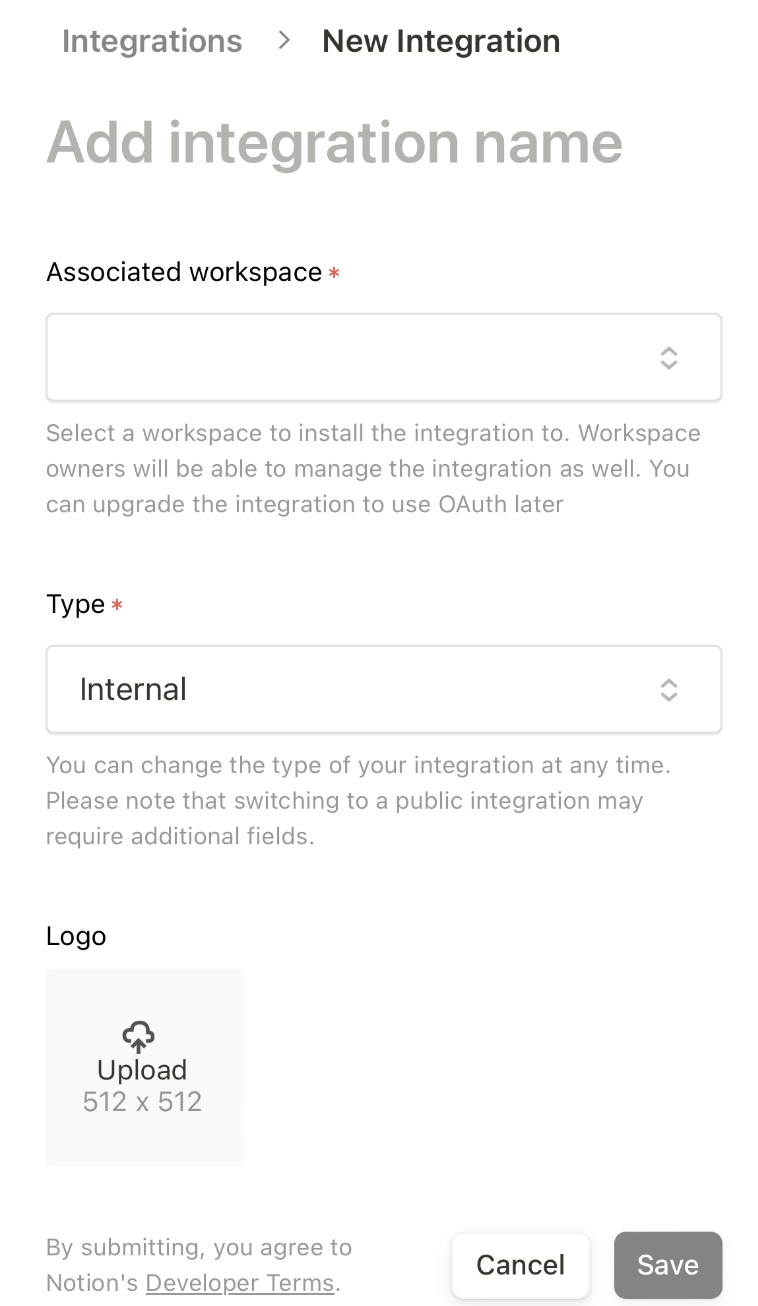 Integrations > New Integration
Add integration name
Associated workspace *
Select a workspace to install the integration to. Workspace
owners will be able to manage the integration as well. You
can upgrade the integration to use OAuth later
Type *
Internal
You can change the type of your integration at any time.
Please note that switching to a public integration may
require additional fields.
Logo
Upload
512 x 512
By submitting, you agree to
Notion's Developer Terms.
Cancel
Save